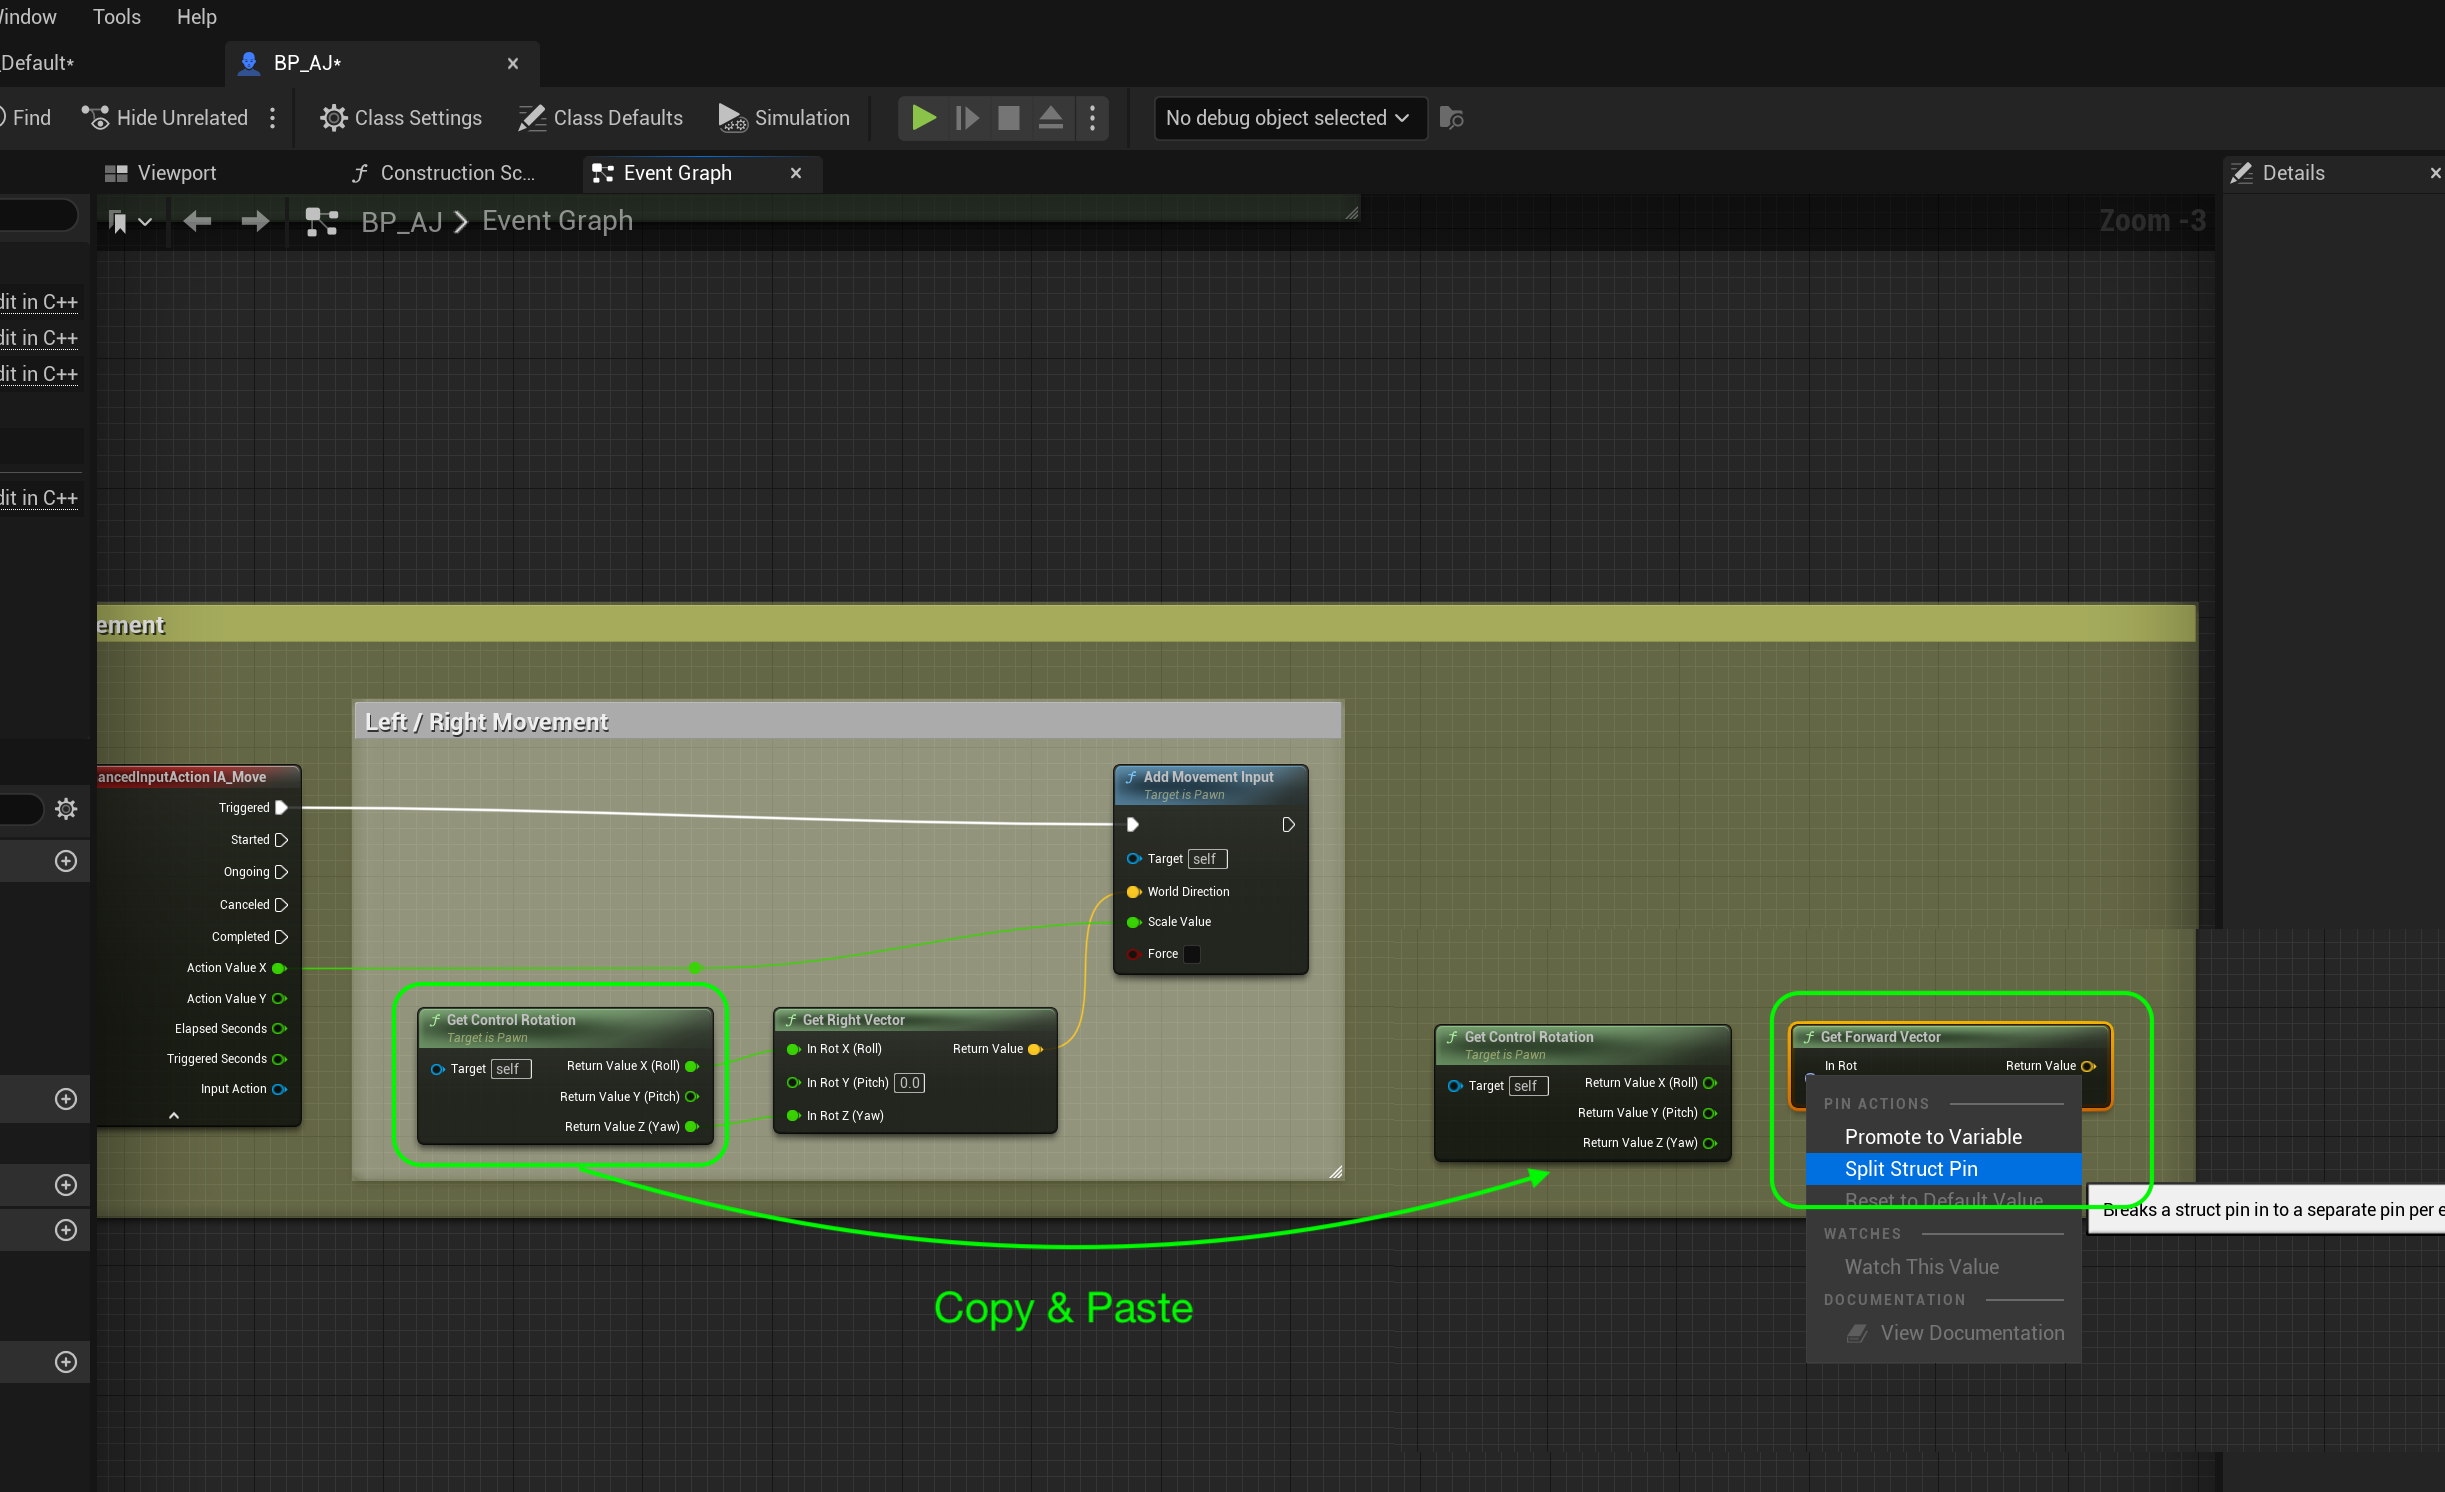 Window Tools Help
_Default*
BP_AJ*
Find
Hide Unrelated
Class Settings
Class Defaults
Simulation
No debug object selected
Viewport
Construction Sc...
Event Graph
Details
BP_AJ
Event Graph
Zoom -3
dit in C++
dit in C++
dit in C++
dit in C++
ement
Left / Right Movement
ancedInputAction IA_Move
Triggered
Started
Ongoing
Canceled
Completed
Action Value X
Action Value Y
Elapsed Seconds
Triggered Seconds
Input Action
Add Movement Input
Target is Pawn
Target self
World Direction
Scale Value
Force
Get Control Rotation
Target is Pawn
Target self
Return Value X (Roll)
Return Value Y (Pitch)
Return Value Z (Yaw)
Get Right Vector
In Rot X (Roll)
Return Value
In Rot Y (Pitch) 0.0
In Rot Z (Yaw)
Get Control Rotation
Target is Pawn
Target self
Return Value X (Roll)
Return Value Y (Pitch)
Return Value Z (Yaw)
Get Forward Vector
In Rot
Return Value
PIN ACTIONS
Promote to Variable
Split Struct Pin
Reset to Default Value
Breaks a struct pin in to a separate pin per e
WATCHES
Watch This Value
DOCUMENTATION
View Documentation
Copy & Paste